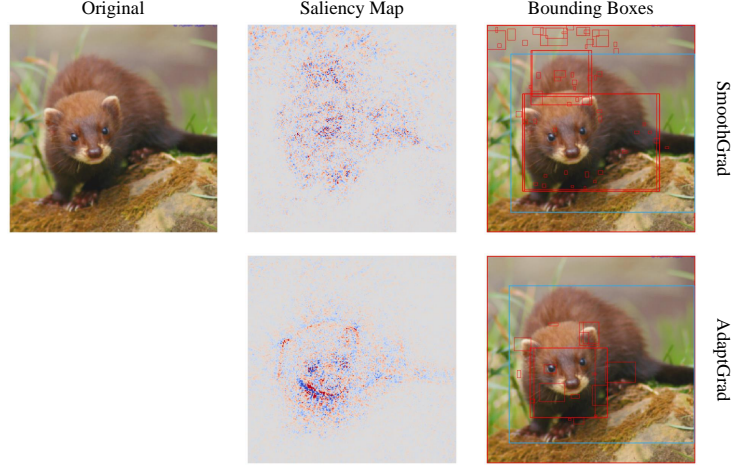 Original
Saliency Map
Bounding Boxes
SmoothGrad
AdaptGrad